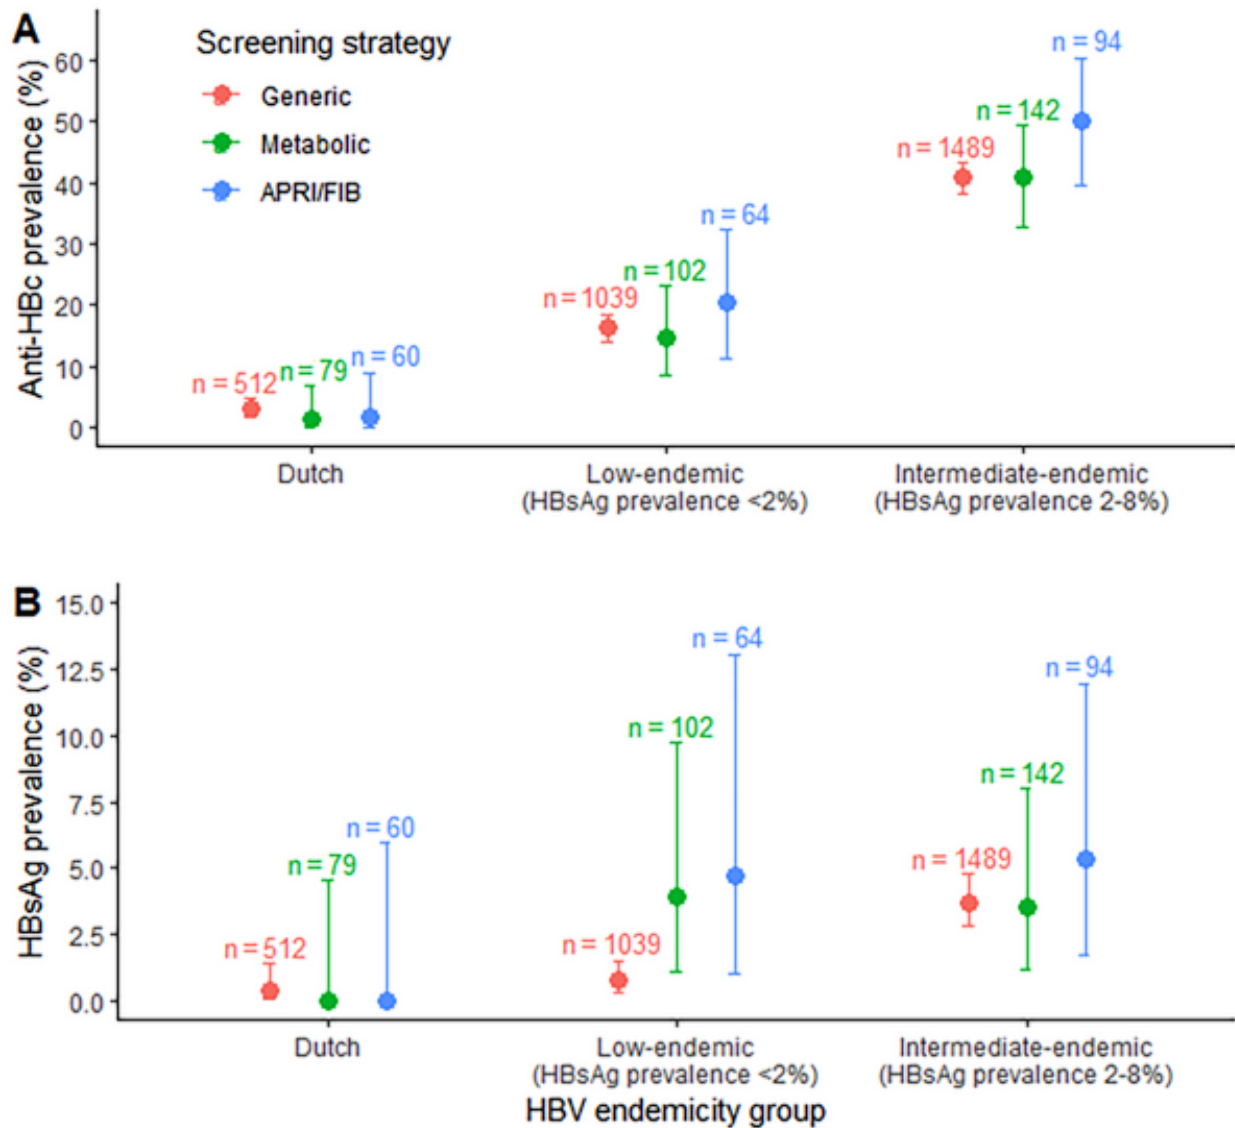 A
Screening strategy
Generic
Metabolic
APRI/FIB
Anti-HBc prevalence (%)
60
50
40
30
20
10
0
n = 512
n = 79
n = 60
n = 1039
n = 102
n = 64
n = 1489
n = 142
n = 94
Dutch
Low-endemic
(HBsAg prevalence <2%)
Intermediate-endemic
(HBsAg prevalence 2-8%)
B
HBsAg prevalence (%)
15.0
12.5
10.0
7.5
5.0
2.5
0.0
n = 512
n = 79
n = 60
n = 1039
n = 102
n = 64
n = 1489
n = 142
n = 94
Dutch
Low-endemic
(HBsAg prevalence <2%)
Intermediate-endemic
(HBsAg prevalence 2-8%)
HBV endemicity group